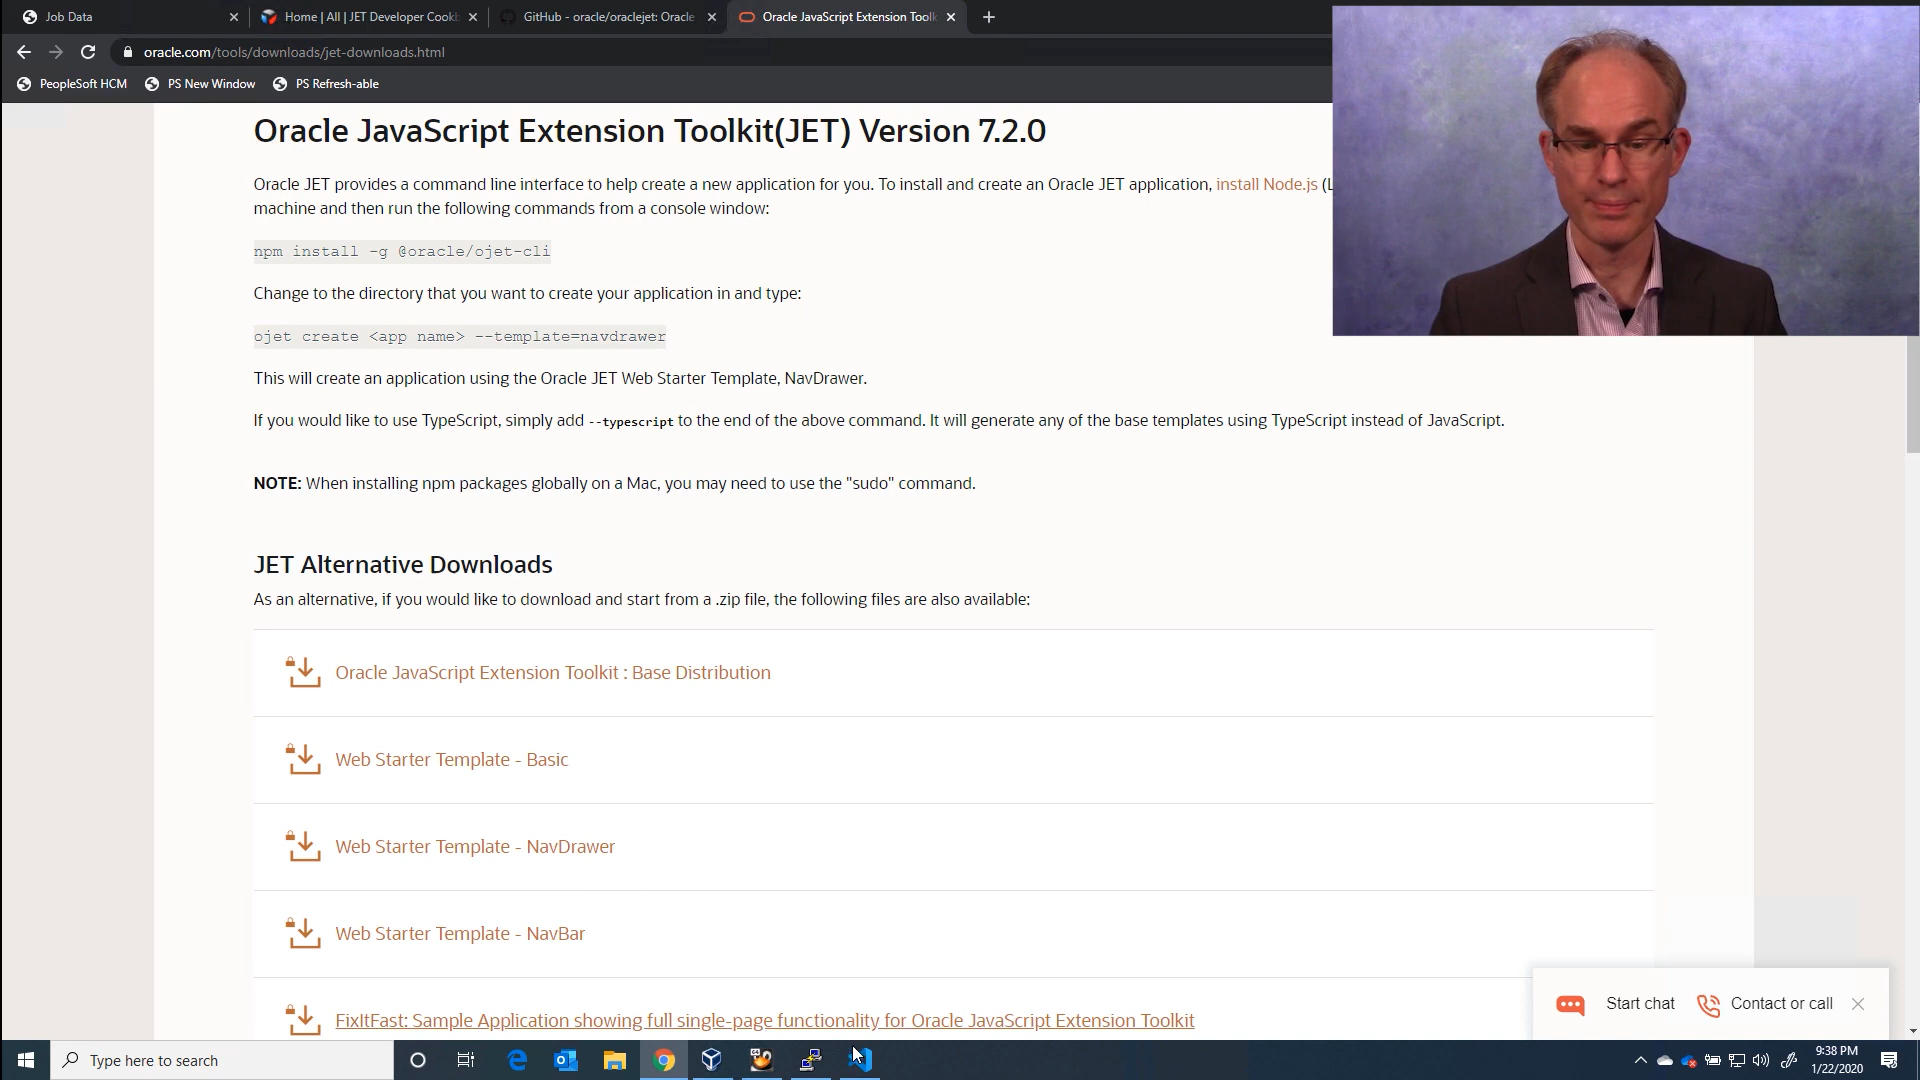 Job Data
Home | All | JET Developer Cookb
GitHub - oracle/oraclejet: Oracle
Oracle JavaScript Extension Toolk
oracle.com/tools/downloads/jet-downloads.html
PeopleSoft HCM
PS New Window
PS Refresh-able
Oracle JavaScript Extension Toolkit(JET) Version 7.2.0
Oracle JET provides a command line interface to help create a new application for you. To install and create an Oracle JET application, install Node.js (L
machine and then run the following commands from a console window:
npm install -g @oracle/ojet-cli
Change to the directory that you want to create your application in and type:
ojet create <app name> --template=navdrawer
This will create an application using the Oracle JET Web Starter Template, NavDrawer.
If you would like to use TypeScript, simply add --typescript to the end of the above command. It will generate any of the base templates using TypeScript instead of JavaScript.
NOTE: When installing npm packages globally on a Mac, you may need to use the "sudo" command.
JET Alternative Downloads
As an alternative, if you would like to download and start from a .zip file, the following files are also available:
Oracle JavaScript Extension Toolkit : Base Distribution
Web Starter Template - Basic
Web Starter Template - NavDrawer
Web Starter Template - NavBar
FixItFast: Sample Application showing full single-page functionality for Oracle JavaScript Extension Toolkit
Start chat
Contact or call
Type here to search
9:38 PM
1/22/2020